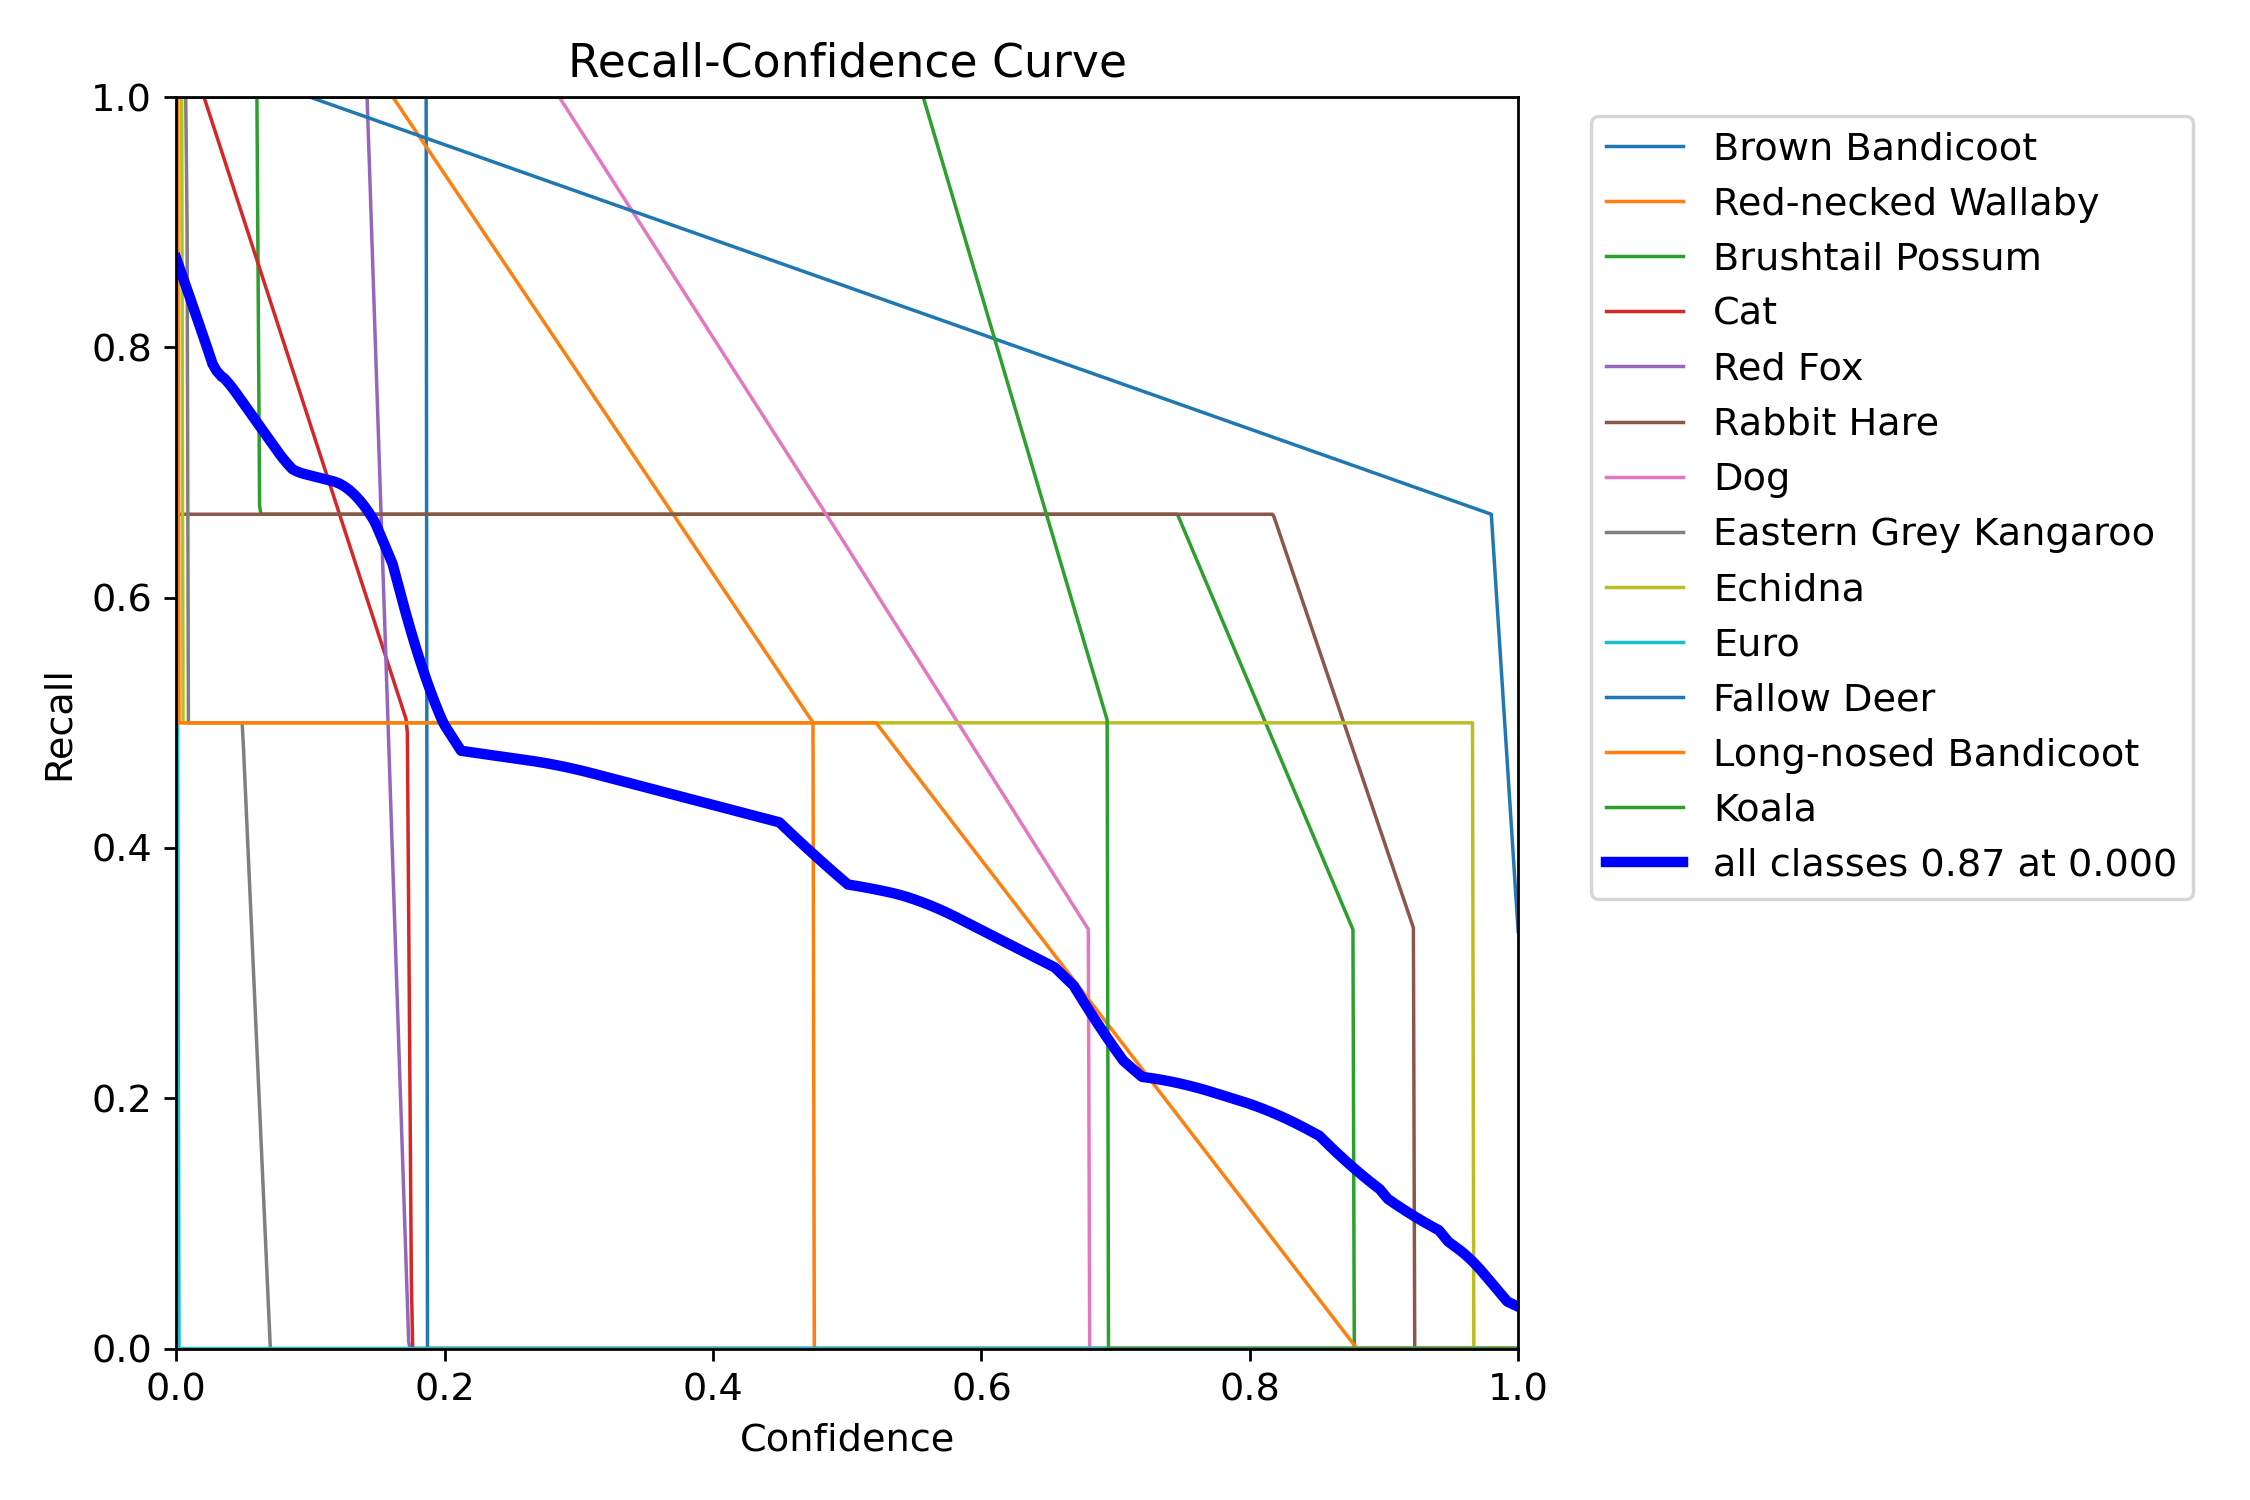 Recall-Confidence Curve
1.0
0.8
0.6
0.4
0.2
0.0
Recall
0.0 0.2 0.4 0.6 0.8 1.0
Confidence
Brown Bandicoot
Red-necked Wallaby
Brushtail Possum
Cat
Red Fox
Rabbit Hare
Dog
Eastern Grey Kangaroo
Echidna
Euro
Fallow Deer
Long-nosed Bandicoot
Koala
all classes 0.87 at 0.000